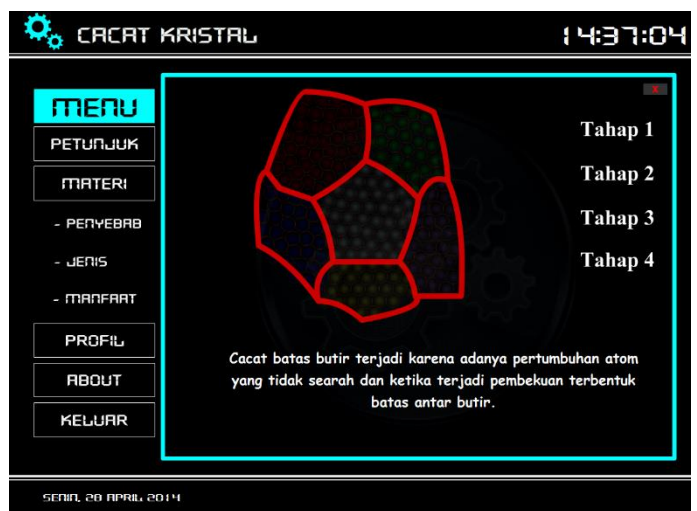 CACAT KRISTAL
14:37:04
MENU
PETUNJUK
MATERI
- PENYEBAB
- JENIS
- MANFAAT
PROFIL
ABOUT
KELUAR
X
Tahap 1
Tahap 2
Tahap 3
Tahap 4
Cacat batas butir terjadi karena adanya pertumbuhan atom
yang tidak searah dan ketika terjadi pembekuan terbentuk
batas antar butir.
SENIN, 28 APRIL 2014